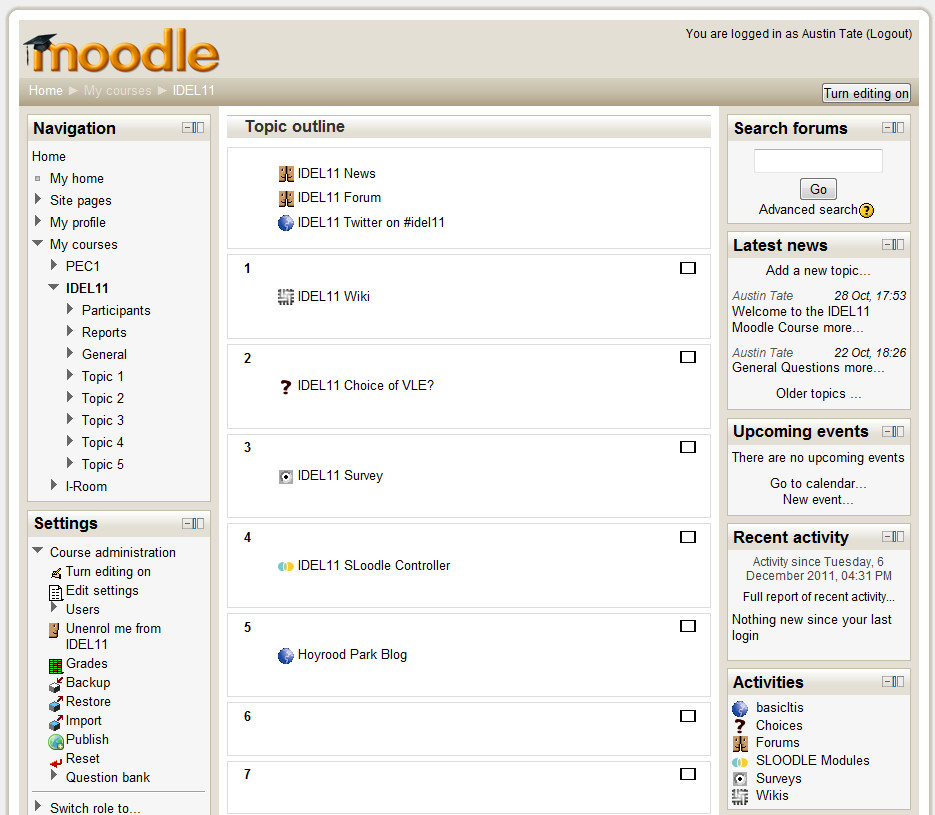 moodle
You are logged in as Austin Tate (Logout)
Home ► My courses ► IDEL11
Turn editing on
Navigation
Home
My home
Site pages
My profile
My courses
PEC1
IDEL11
Participants
Reports
General
Topic 1
Topic 2
Topic 3
Topic 4
Topic 5
I-Room
Settings
Course administration
Turn editing on
Edit settings
Users
Unenrol me from
IDEL11
Grades
Backup
Restore
Import
Publish
Reset
Question bank
Switch role to...
Topic outline
IDEL11 News
IDEL11 Forum
IDEL11 Twitter on #idel11
1
IDEL11 Wiki
2
IDEL11 Choice of VLE?
3
IDEL11 Survey
4
IDEL11 SLoodle Controller
5
Hoyrood Park Blog
6
7
Search forums
Go
Advanced search
Latest news
Add a new topic...
Austin Tate 28 Oct, 17:53
Welcome to the IDEL11
Moodle Course more...
Austin Tate 22 Oct, 18:26
General Questions more...
Older topics ...
Upcoming events
There are no upcoming events
Go to calendar...
New event...
Recent activity
Activity since Tuesday, 6
December 2011, 04:31 PM
Full report of recent activity...
Nothing new since your last
login
Activities
basicltis
Choices
Forums
SLOODLE Modules
Surveys
Wikis